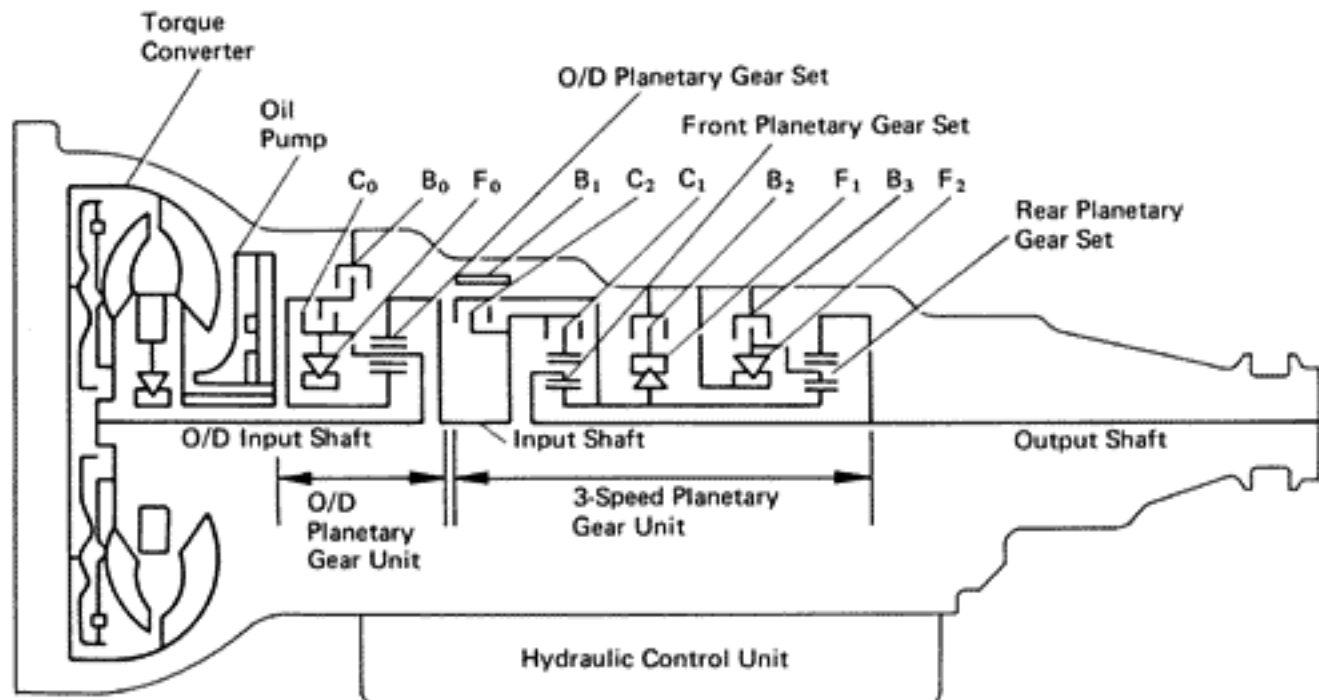 Torque
Converter
O/D Planetary Gear Set
Oil
Pump
Front Planetary Gear Set
C₀ B₀ F₀ B₁ C₂ C₁ B₂ F₁ B₃ F₂
Rear Planetary
Gear Set
O/D Input Shaft
Input Shaft
Output Shaft
O/D
Planetary
Gear Unit
3-Speed Planetary
Gear Unit
Hydraulic Control Unit